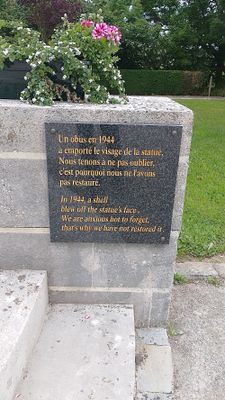 Un obus en 1944
a emporté le visage de la statue,
Nous tenons à ne pas oublier,
c'est pourquoi nous ne l'avons
pas restauré.
In 1944, a shell
blew off the statue's face.
We are anxious not to forget,
that's why we have not restored it.